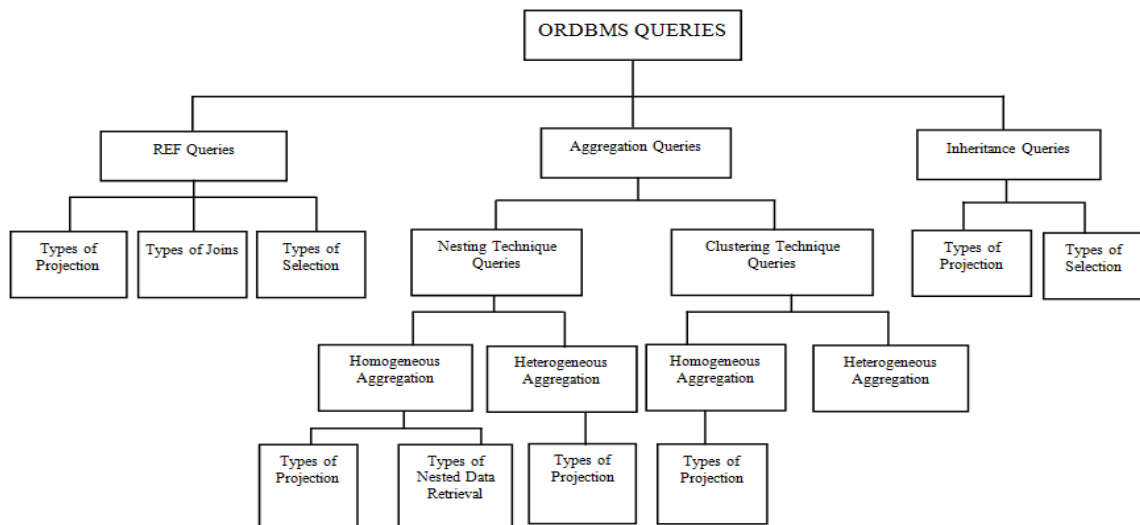 ORDBMS QUERIES
REF Queries
Aggregation Queries
Inheritance Queries
Types of
Projection
Types of Joins
Types of
Selection
Nesting Technique
Queries
Clustering Technique
Queries
Types of
Projection
Types of
Selection
Homogeneous
Aggregation
Heterogeneous
Aggregation
Homogeneous
Aggregation
Heterogeneous
Aggregation
Types of
Projection
Types of
Nested Data
Retrieval
Types of
Projection
Types of
Projection